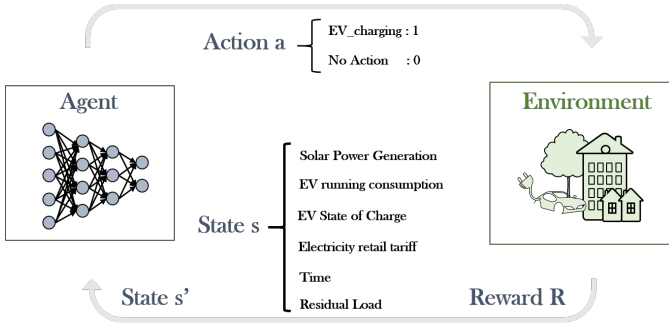 Action a
EV_charging : 1
No Action : 0
Agent
Environment
State s
Solar Power Generation
EV running consumption
EV State of Charge
Electricity retail tariff
Time
Residual Load
State s’
Reward R